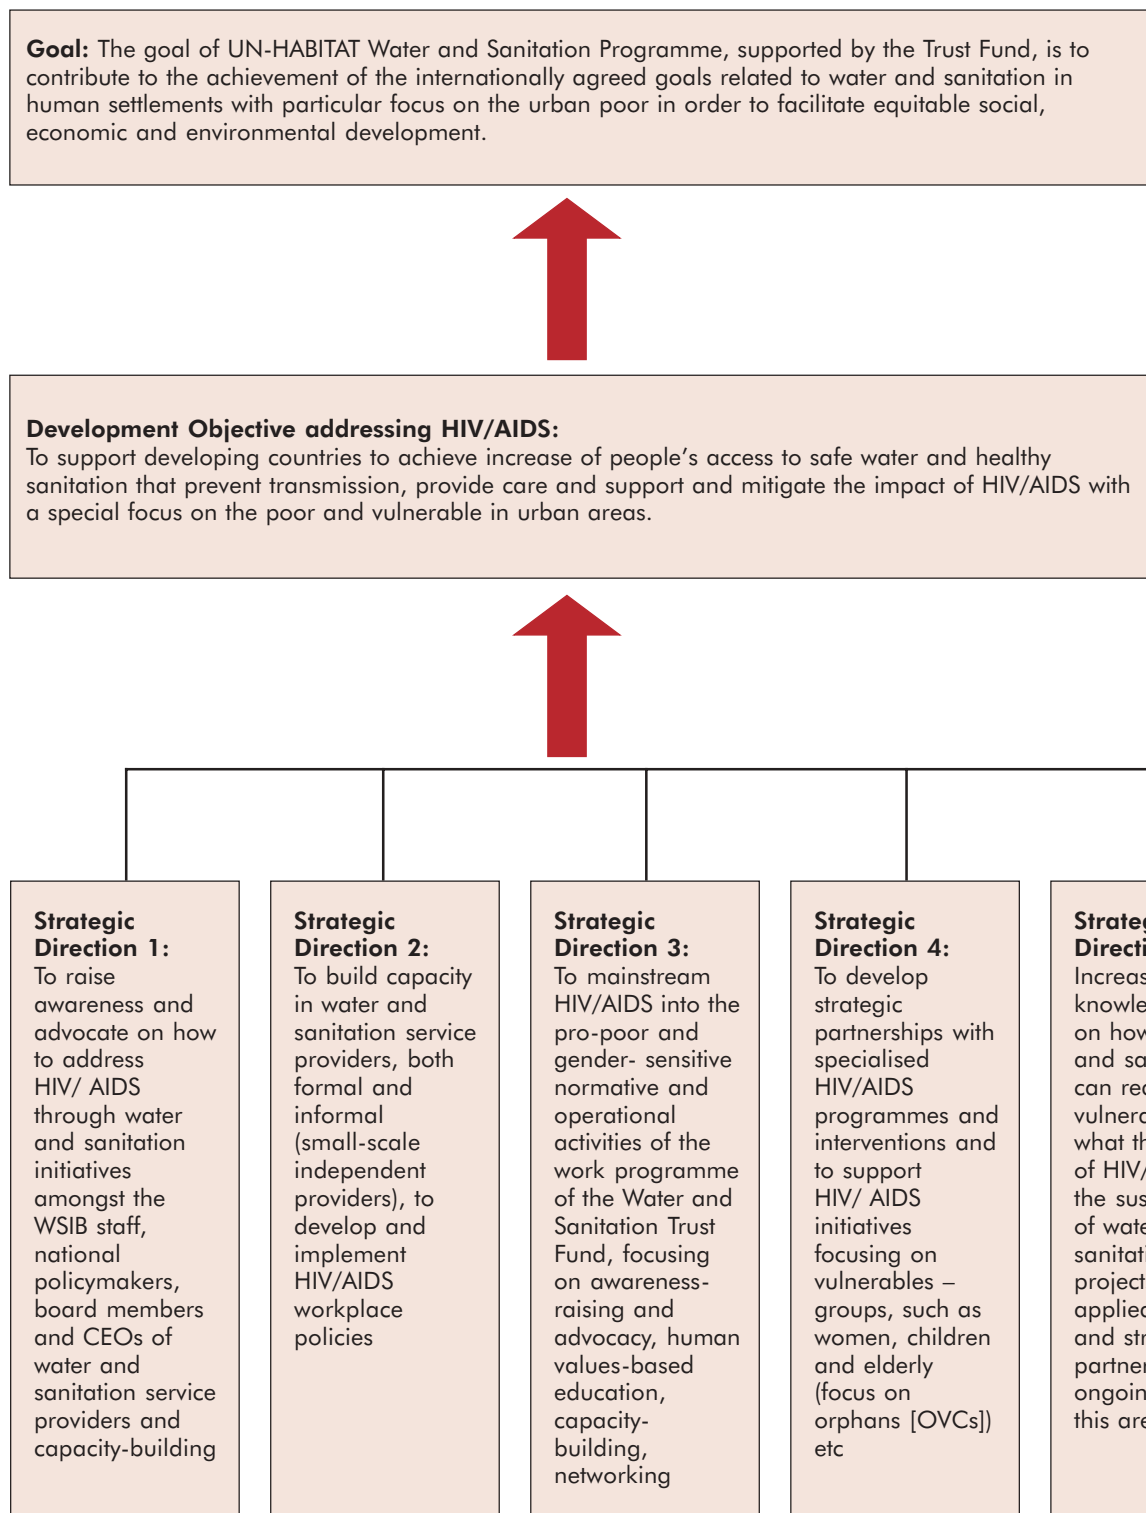 Goal: The goal of UN-HABITAT Water and Sanitation Programme, supported by the Trust Fund, is to
contribute to the achievement of the internationally agreed goals related to water and sanitation in
human settlements with particular focus on the urban poor in order to facilitate equitable social,
economic and environmental development.
Development Objective addressing HIV/AIDS:
To support developing countries to achieve increase of people's access to safe water and healthy
sanitation that prevent transmission, provide care and support and mitigate the impact of HIV/AIDS with
a special focus on the poor and vulnerable in urban areas.
Strategic
Direction 1:
To raise
awareness and
advocate on how
to address
HIV/ AIDS
through water
and sanitation
initiatives
amongst the
WSIB staff,
national
policymakers,
board members
and CEOs of
water and
sanitation service
providers and
capacity-building
Strategic
Direction 2:
To build capacity
in water and
sanitation service
providers, both
formal and
informal
(small-scale
independent
providers), to
develop and
implement
HIV/AIDS
workplace
policies
Strategic
Direction 3:
To mainstream
HIV/AIDS into the
pro-poor and
gender- sensitive
normative and
operational
activities of the
work programme
of the Water and
Sanitation Trust
Fund, focusing
on awareness-
raising and
advocacy, human
values-based
education,
capacity-
building,
networking
Strategic
Direction 4:
To develop
strategic
partnerships with
specialised
HIV/AIDS
programmes and
interventions and
to support
HIV/ AIDS
initiatives
focusing on
vulnerables –
groups, such as
women, children
and elderly
(focus on
orphans [OVCs])
etc
on how
and
can
what
of
the
of
and
this